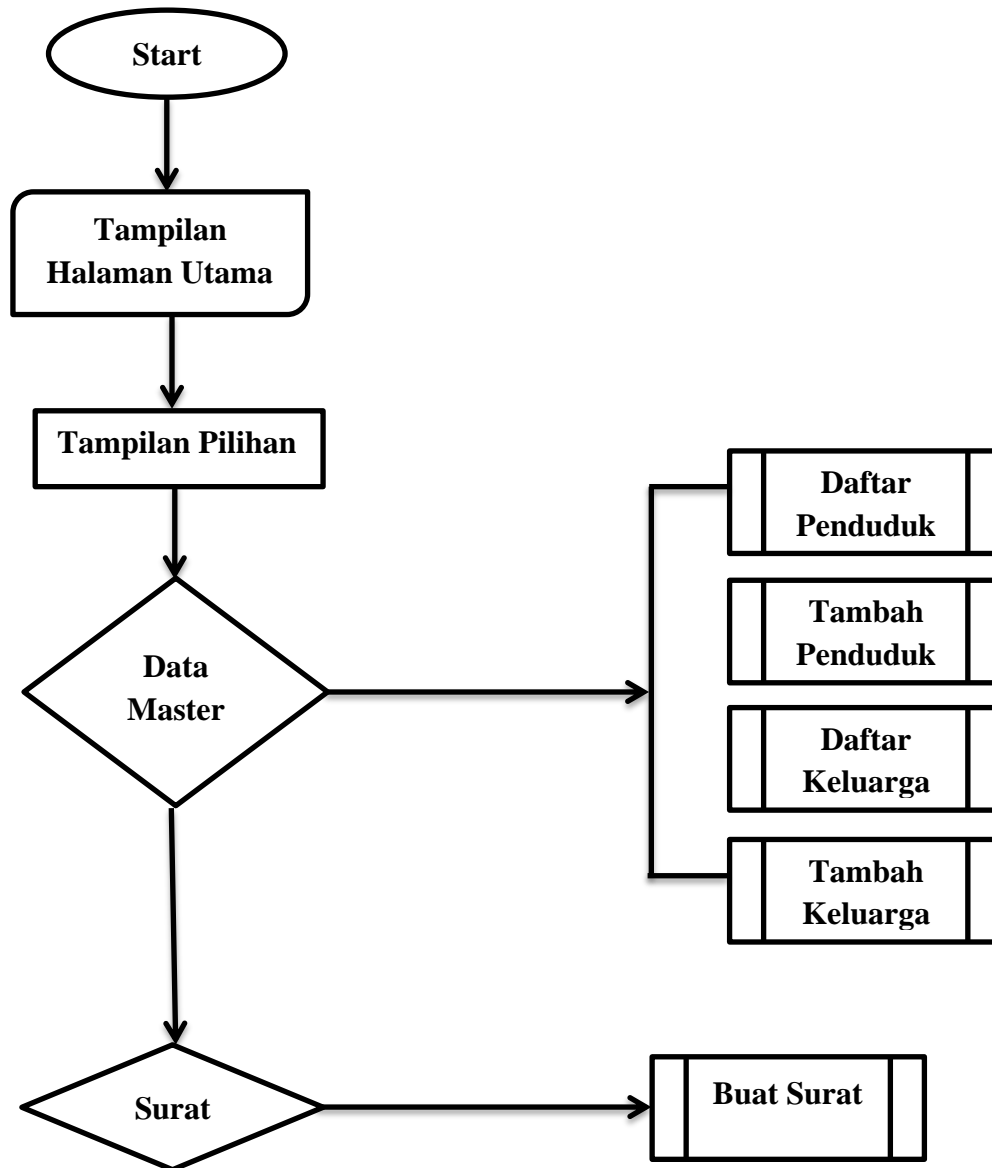 Start
Tampilan
Halaman Utama
Tampilan Pilihan
Data
Master
Daftar
Penduduk
Tambah
Penduduk
Daftar
Keluarga
Tambah
Keluarga
Surat
Buat Surat